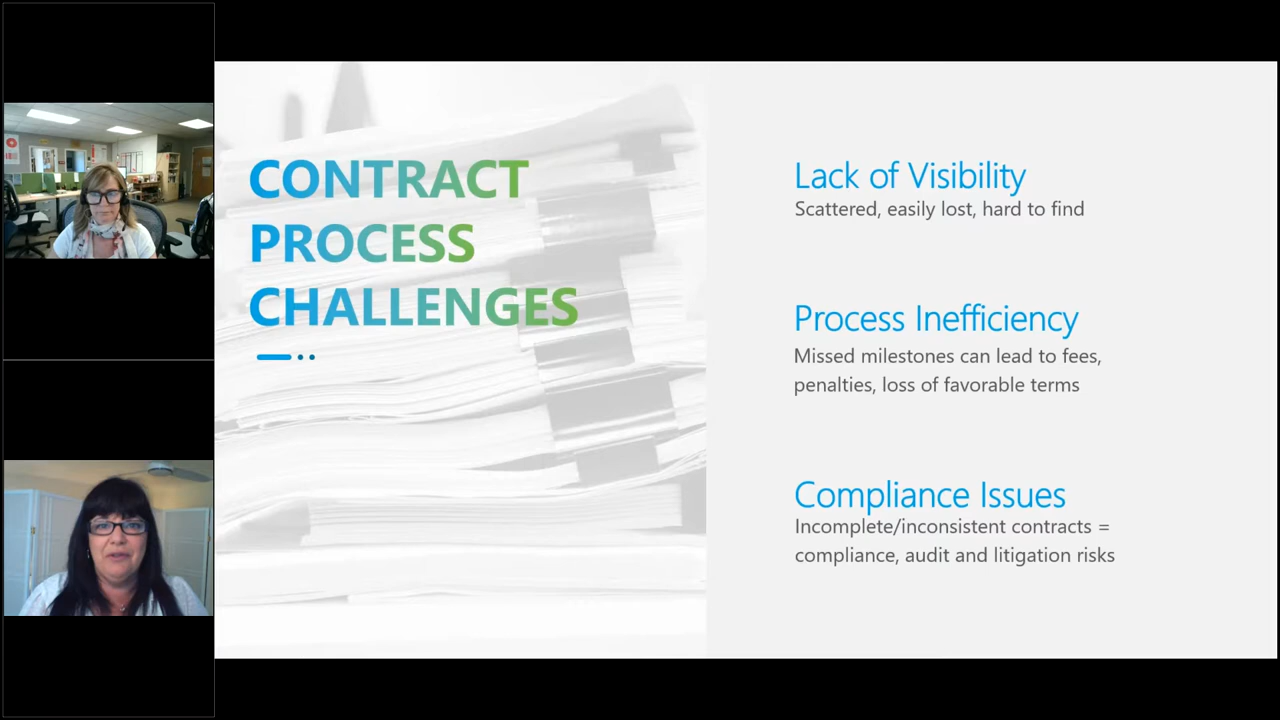 CONTRACT
PROCESS
CHALLENGES
Lack of Visibility
Scattered, easily lost, hard to find
Process Inefficiency
Missed milestones can lead to fees,
penalties, loss of favorable terms
Compliance Issues
Incomplete/inconsistent contracts =
compliance, audit and litigation risks